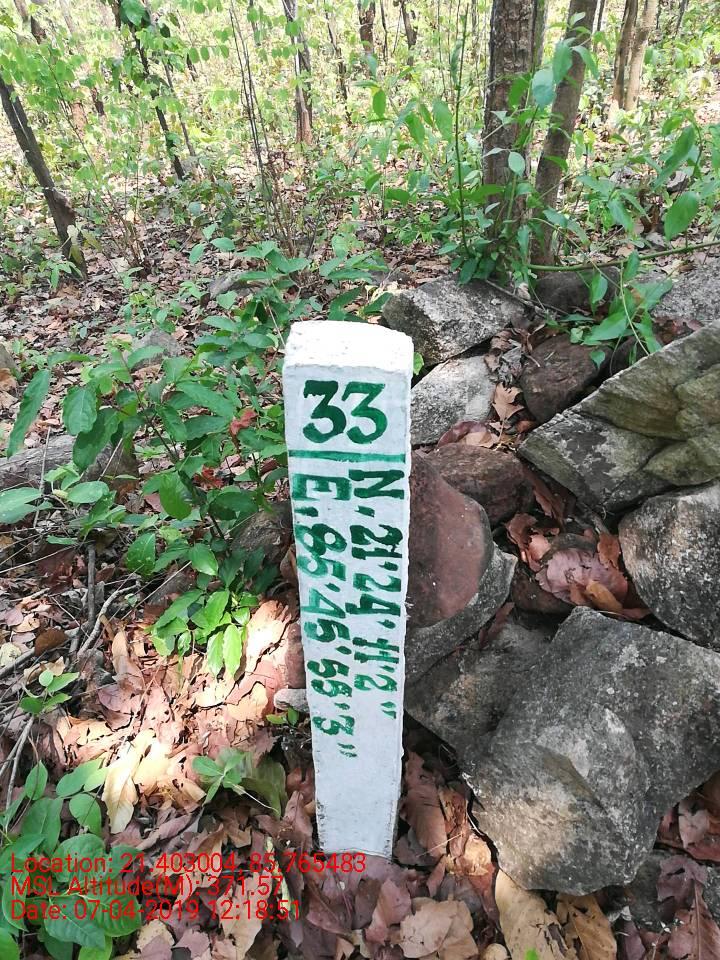 33
N, 21'24'11'2"
E, 85'45'55'3"
Location: 21.403004, 85.765483
MSL Altitude(M): 371.57
Date: 07-04-2019 12:18:51